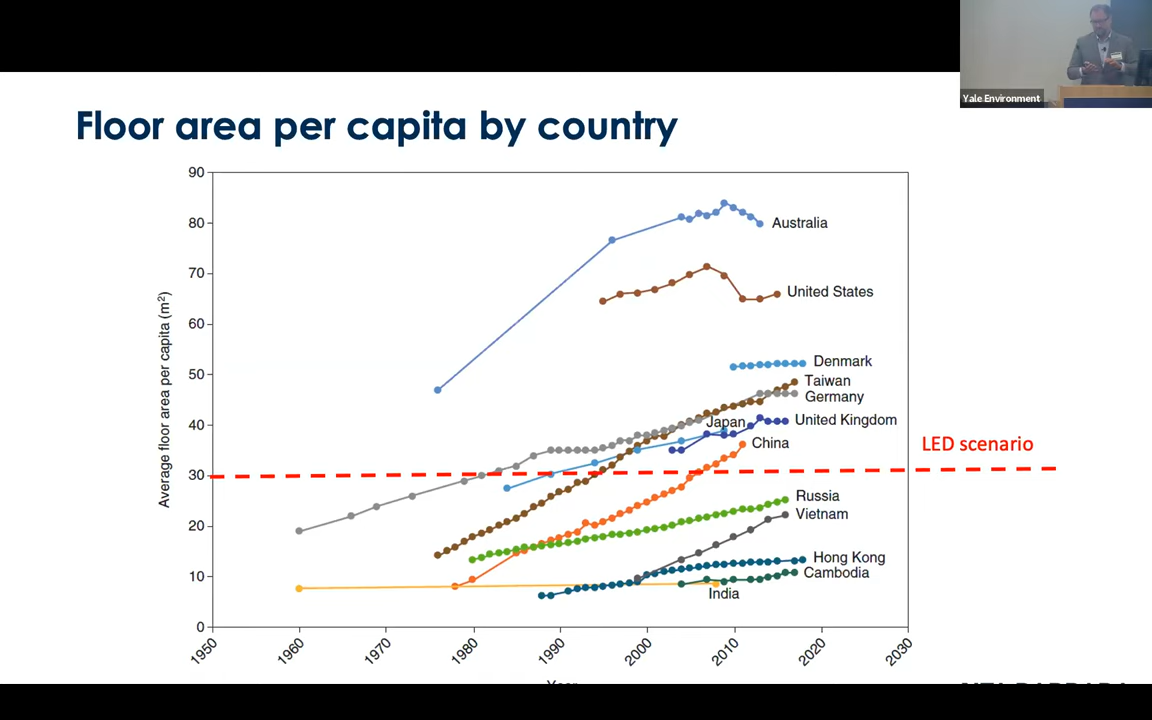 Yale Environment
Floor area per capita by country
Average floor area per capita (m²)
90
80
70
60
50
40
30
20
10
0
1950
1960
1970
1980
1990
2000
2010
2020
2030
Australia
United States
Denmark
Taiwan
Germany
Japan
United Kingdom
China
LED scenario
Russia
Vietnam
Hong Kong
Cambodia
India